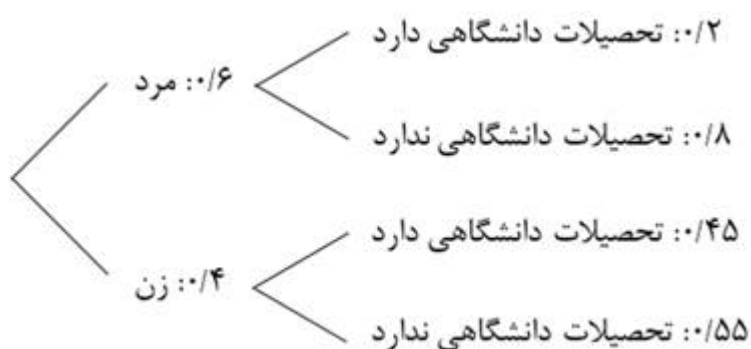 ۰/۲: تحصیلات دانشگاهی دارد
۰/۶: مرد
۰/۸: تحصیلات دانشگاهی ندارد
۰/۴۵: تحصیلات دانشگاهی دارد
۰/۴: زن
۰/۵۵: تحصیلات دانشگاهی ندارد